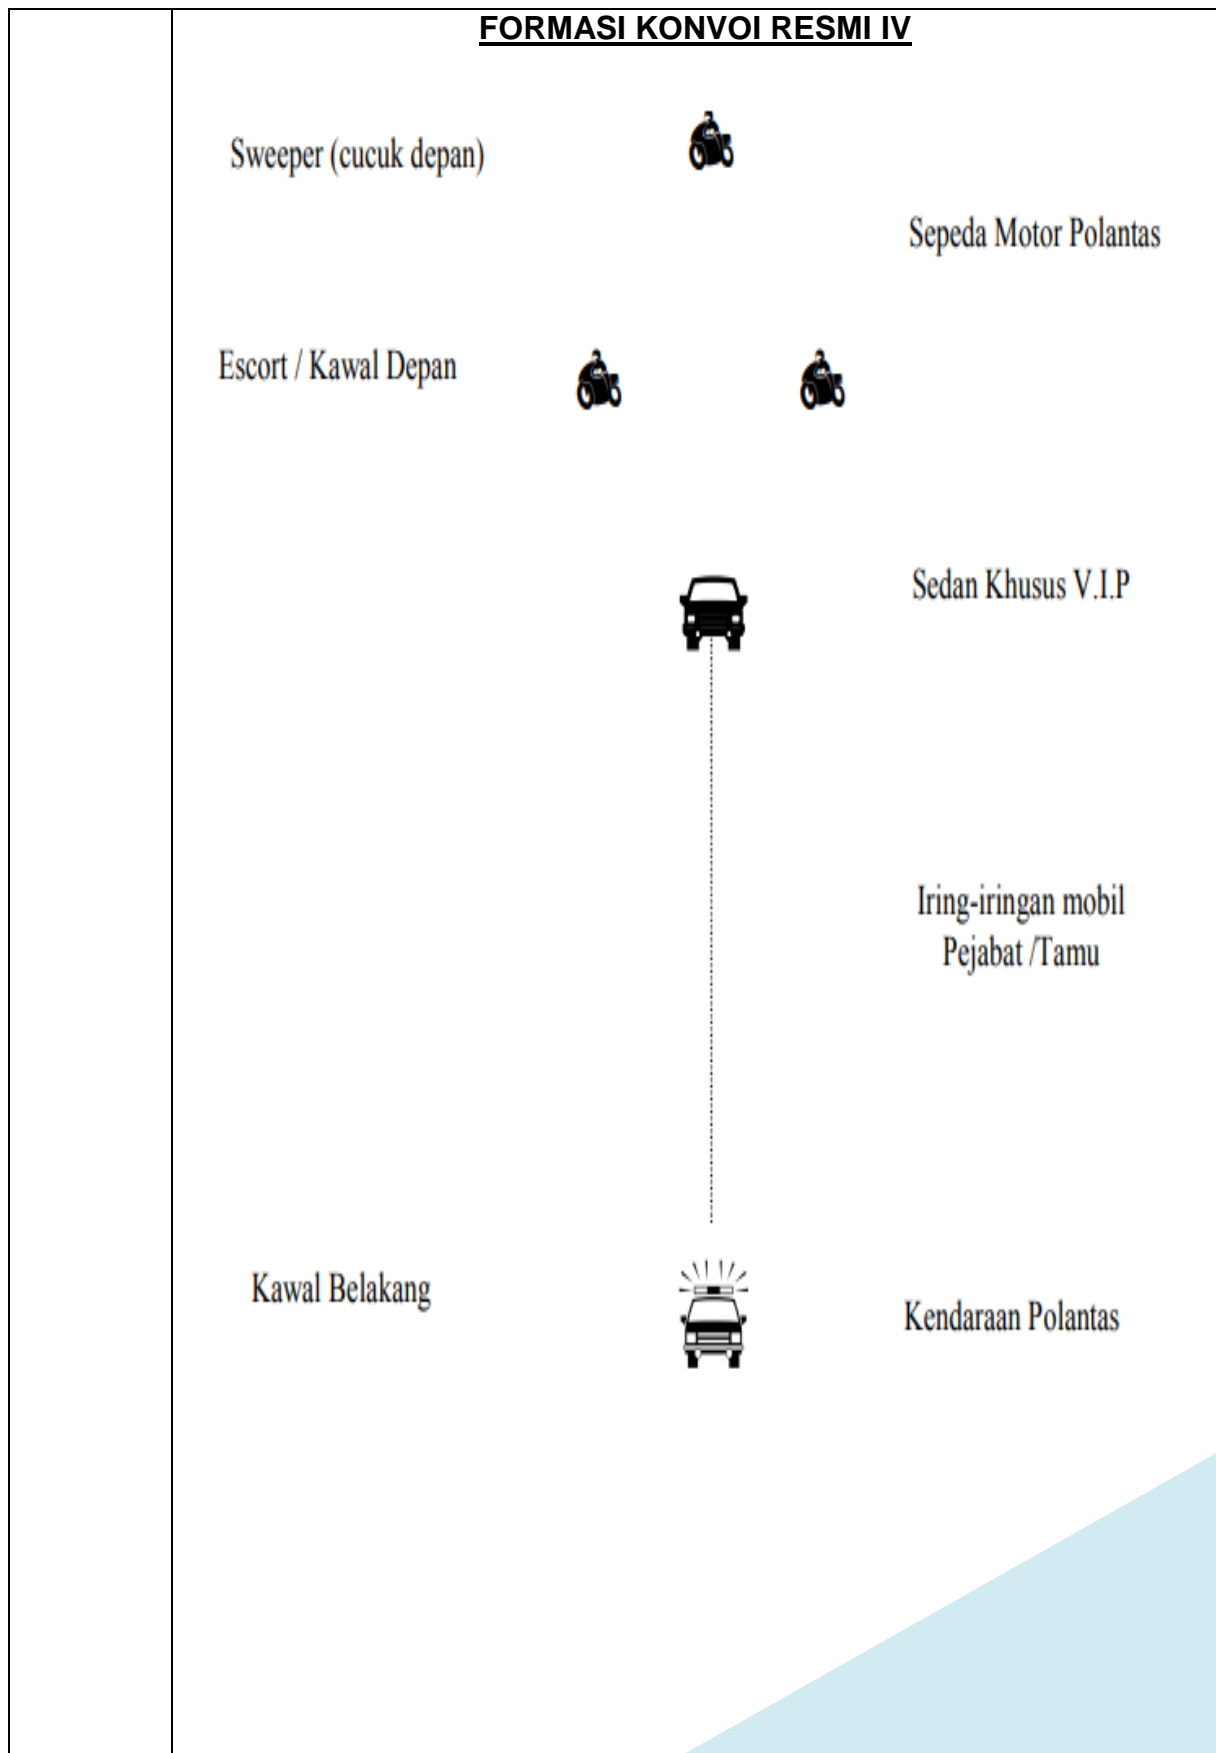 FORMASI KONVOI RESMI IV
Sweeper (cucuk depan)
Sepeda Motor Polantas
Escort / Kawal Depan
Sedan Khusus V.I.P
Iring-iringan mobil
Pejabat /Tamu
Kawal Belakang
Kendaraan Polantas